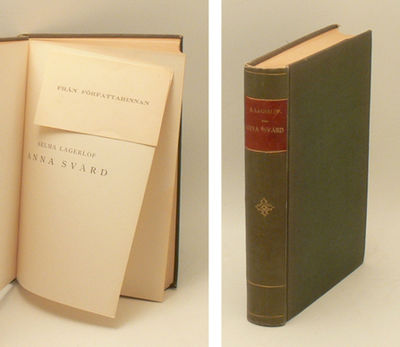 FRÅN FÖRFATTARINNAN
SELMA LAGERLÖF
ANNA SVÄRD
S. LAGERLÖF
ANNA SVÄRD